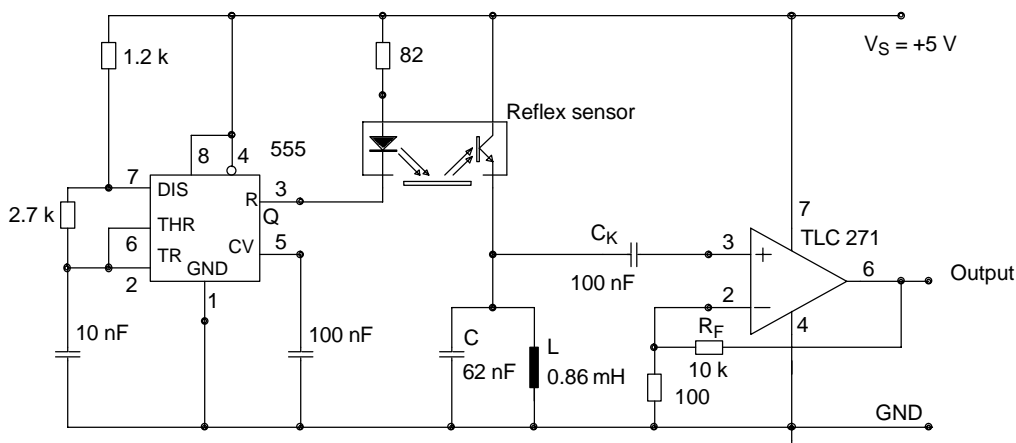 V_S = +5 V
1.2 k
82
Reflex sensor
8
4
555
7
DIS
R
3
Q
2.7 k
THR
6
TR
CV
5
2
GND
1
10 nF
100 nF
C_K
100 nF
C
62 nF
L
0.86 mH
7
TLC 271
3
+
6
Output
2
−
4
R_F
10 k
100
GND